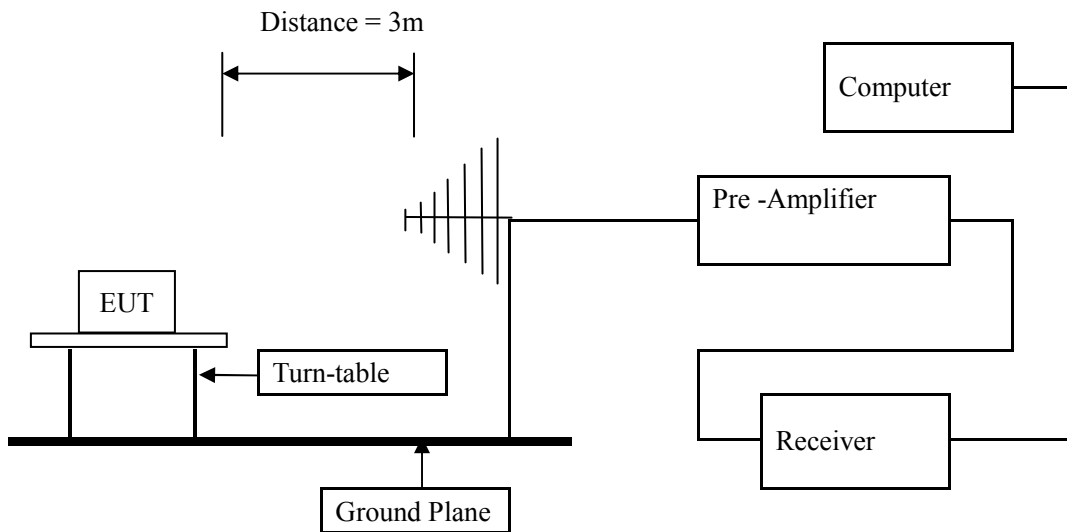 Distance = 3m
Computer
Pre -Amplifier
EUT
Turn-table
Receiver
Ground Plane